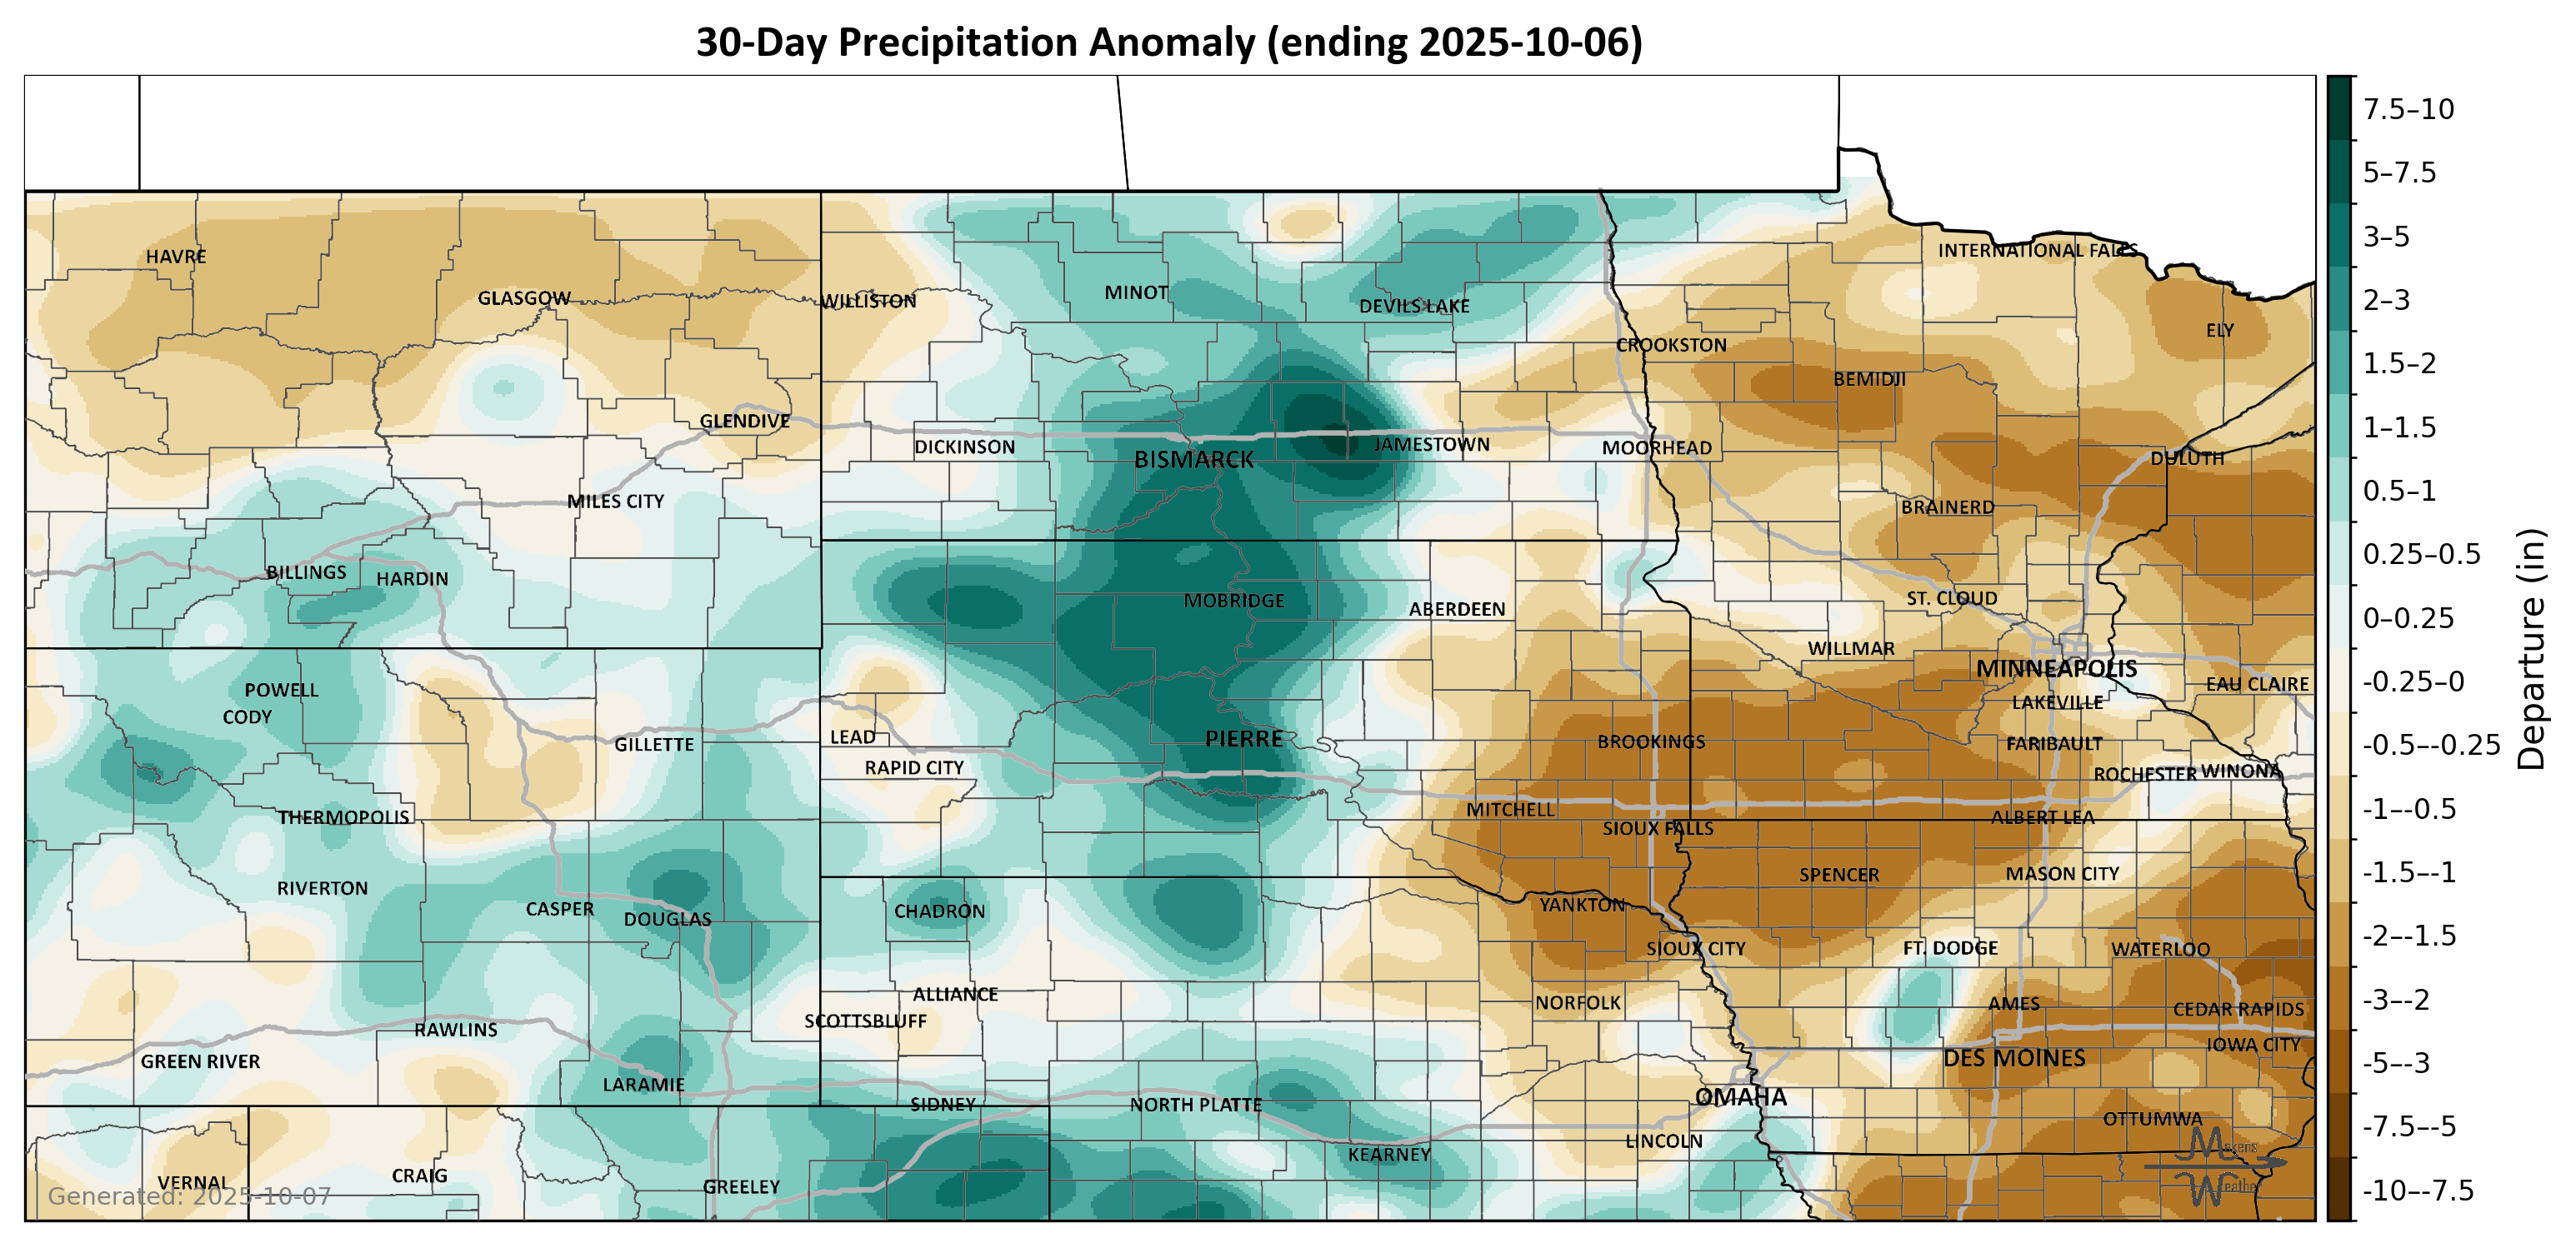 30-Day Precipitation Anomaly (ending 2025-10-06)
HAVRE
GLASGOW
WILLISTON
MINOT
DEVILS LAKE
INTERNATIONAL FALLS
ELY
CROOKSTON
BEMIDJI
GLENDIVE
DICKINSON
BISMARCK
JAMESTOWN
MOORHEAD
DULUTH
MILES CITY
BRAINERD
BILLINGS
HARDIN
MOBRIDGE
ABERDEEN
ST. CLOUD
WILLMAR
MINNEAPOLIS
EAU CLAIRE
POWELL
CODY
LAKEVILLE
GILLETTE
LEAD
PIERRE
BROOKINGS
FARIBAULT
RAPID CITY
ROCHESTER
WINONA
THERMOPOLIS
MITCHELL
SIOUX FALLS
ALBERT LEA
RIVERTON
SPENCER
MASON CITY
CASPER
DOUGLAS
CHADRON
YANKTON
SIOUX CITY
FT. DODGE
WATERLOO
ALLIANCE
NORFOLK
AMES
CEDAR RAPIDS
SCOTTSBLUFF
RAWLINS
GREEN RIVER
DES MOINES
IOWA CITY
LARAMIE
SIDNEY
NORTH PLATTE
OMAHA
OTTUMWA
LINCOLN
KEARNEY
VERNAL
CRAIG
GREELEY
Generated: 2025-10-07
Makens
Weather
7.5–10
5–7.5
3–5
2–3
1.5–2
1–1.5
0.5–1
0.25–0.5
0–0.25
-0.25–0
-0.5–-0.25
-1–-0.5
-1.5–-1
-2–-1.5
-3–-2
-5–-3
-7.5–-5
-10–-7.5
Departure (in)